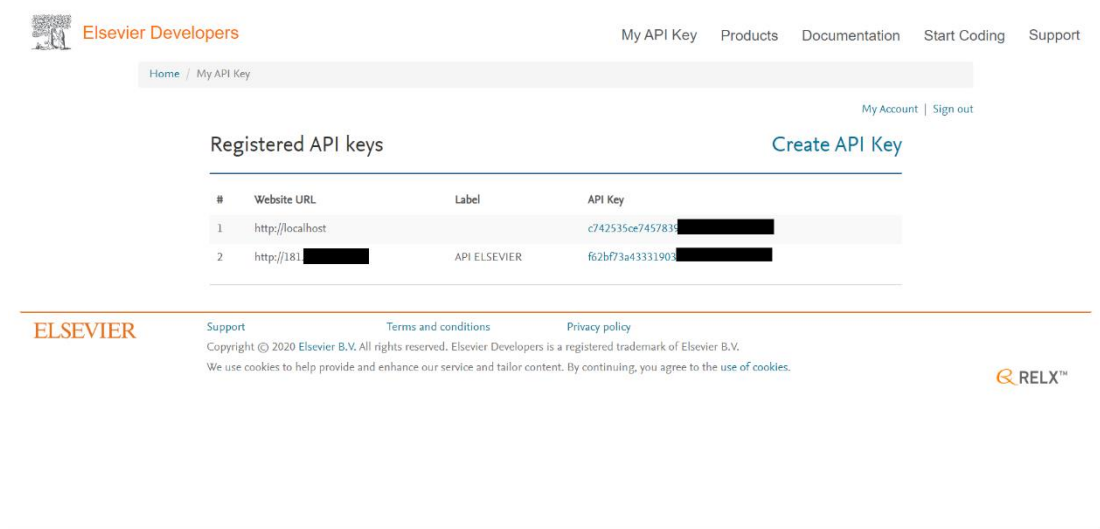 Elsevier Developers
My API Key Products Documentation Start Coding Support
Home / My API Key
My Account | Sign out
Registered API keys
Create API Key
# Website URL Label API Key
1 http://localhost c742535ce7457839
2 http://181. API ELSEVIER f62bf73a43331903
ELSEVIER
Support Terms and conditions Privacy policy
Copyright © 2020 Elsevier B.V. All rights reserved. Elsevier Developers is a registered trademark of Elsevier B.V.
We use cookies to help provide and enhance our service and tailor content. By continuing, you agree to the use of cookies.
RELX™